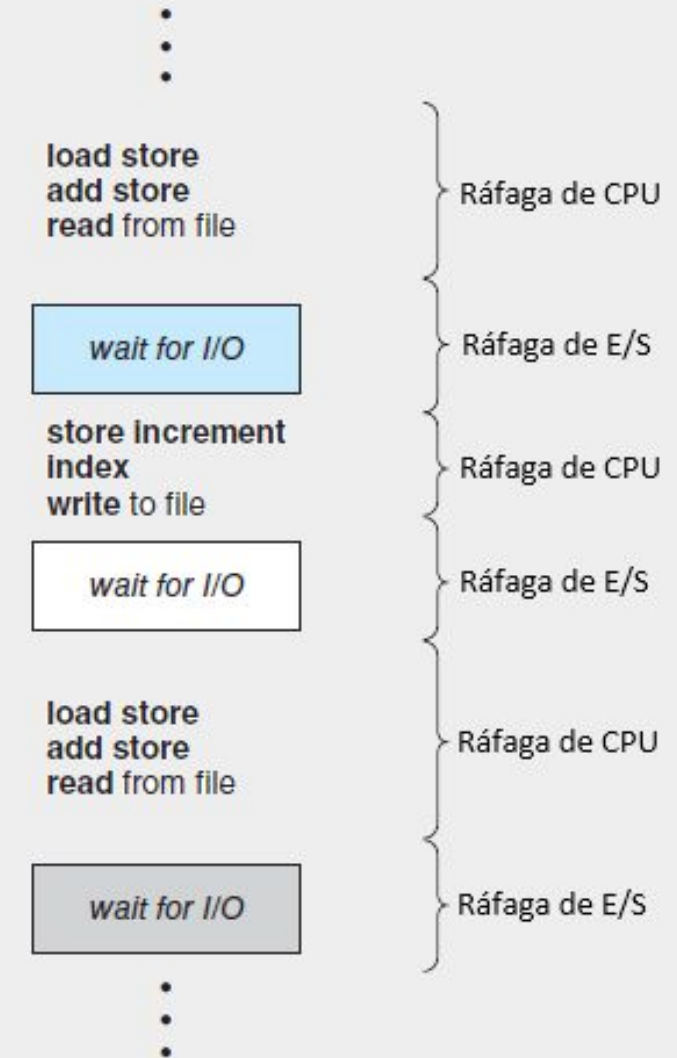 load store
add store
read from file
Ráfaga de CPU
wait for I/O
Ráfaga de E/S
store increment
index
write to file
Ráfaga de CPU
wait for I/O
Ráfaga de E/S
load store
add store
read from file
Ráfaga de CPU
wait for I/O
Ráfaga de E/S